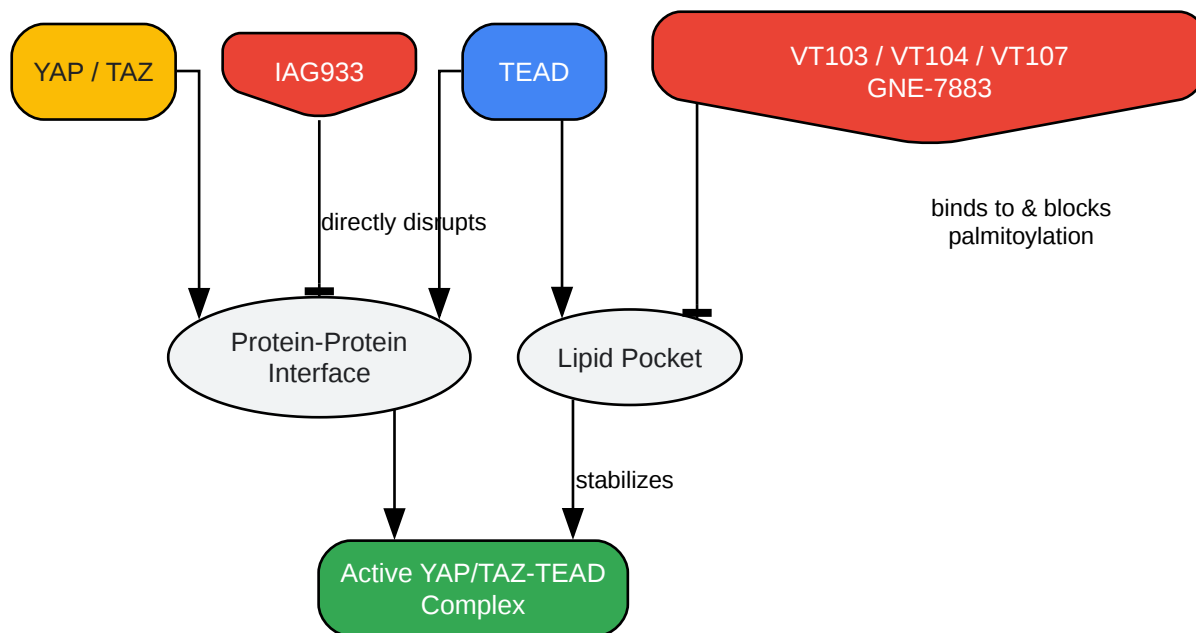 YAP / TAZ
IAG933
TEAD
VT103 / VT104 / VT107
GNE-7883
directly disrupts
binds to & blocks
palmitoylation
Protein-Protein
Interface
Lipid Pocket
stabilizes
Active YAP/TAZ-TEAD
Complex